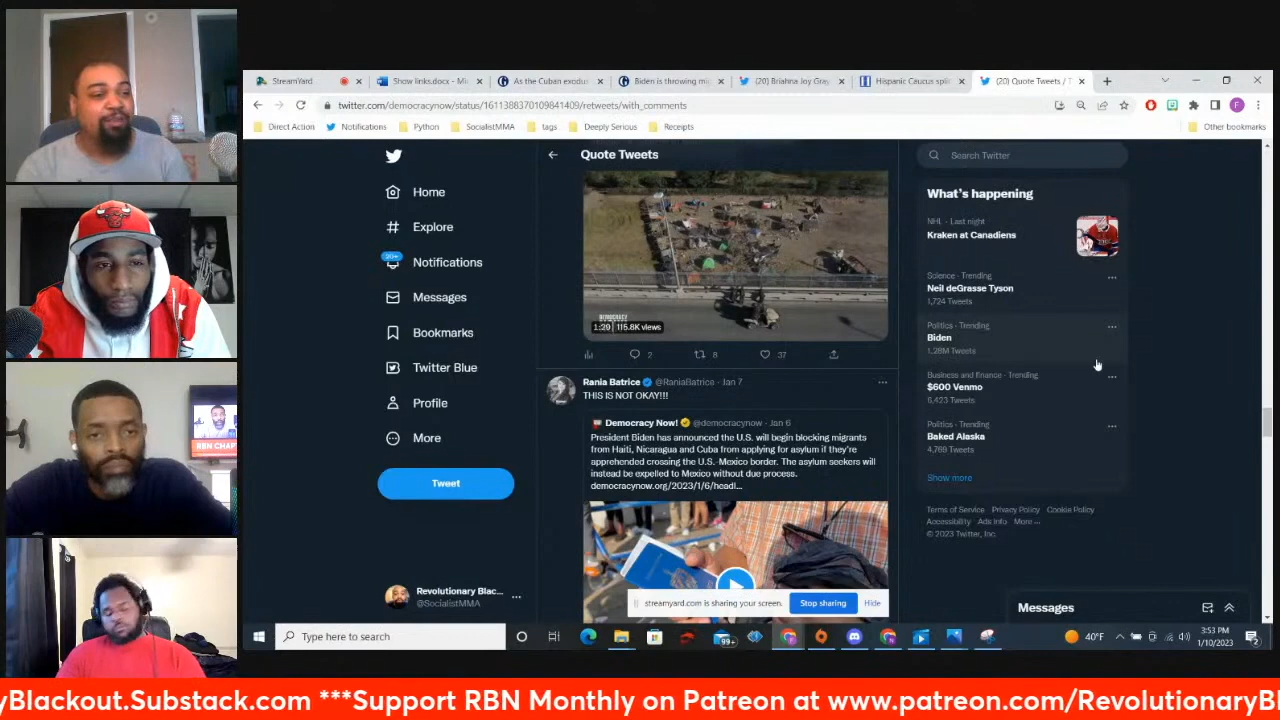 StreamYard
Show links.docx - Mi
As the Cuban exodus
Biden is throwing mi
(20) Briahna Joy Gray
Hispanic Caucus spli
(20) Quote Tweets / T
twitter.com/democracynow/status/1611388370109841409/retweets/with_comments
Direct Action
Notifications
Python
SocialistMMA
tags
Deeply Serious
Receipts
Other bookmarks
Home
Explore
20+
Notifications
Messages
Bookmarks
Twitter Blue
Profile
More
Tweet
Revolutionary Blac...
@SocialistMMA
Quote Tweets
DEMOCRACY
1:29 115.8K views
2
8
37
Rania Batrice @RaniaBatrice · Jan 7
THIS IS NOT OKAY!!!
Democracy Now! @democracynow · Jan 6
President Biden has announced the U.S. will begin blocking migrants
from Haiti, Nicaragua and Cuba from applying for asylum if they're
apprehended crossing the U.S.-Mexico border. The asylum seekers will
instead be expelled to Mexico without due process.
democracynow.org/2023/1/6/headl...
streamyard.com is sharing your screen.
Stop sharing
Hide
Search Twitter
What's happening
NHL · Last night
Kraken at Canadiens
Science · Trending
Neil deGrasse Tyson
1,724 Tweets
Politics · Trending
Biden
1.28M Tweets
Business and finance · Trending
$600 Venmo
6,423 Tweets
Politics · Trending
Baked Alaska
4,769 Tweets
Show more
Terms of Service Privacy Policy Cookie Policy
Accessibility Ads info More ...
© 2023 Twitter, Inc.
Messages
Type here to search
99+
40°F
3:53 PM
1/10/2023
2
RBN CHAP
yBlackout.Substack.com ***Support RBN Monthly on Patreon at www.patreon.com/RevolutionaryBl